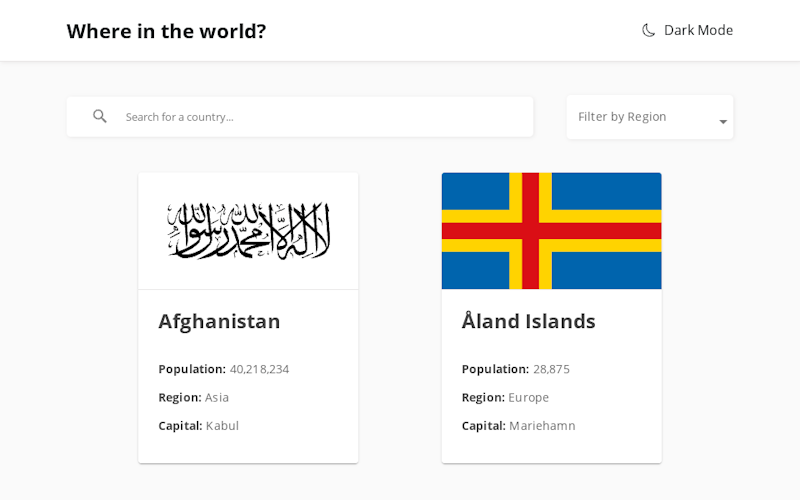 Where in the world?
Dark Mode
Search for a country...
Filter by Region
لا إله إلا الله محمد رسول الله
Afghanistan
Åland Islands
Population: 40,218,234
Region: Asia
Capital: Kabul
Population: 28,875
Region: Europe
Capital: Mariehamn